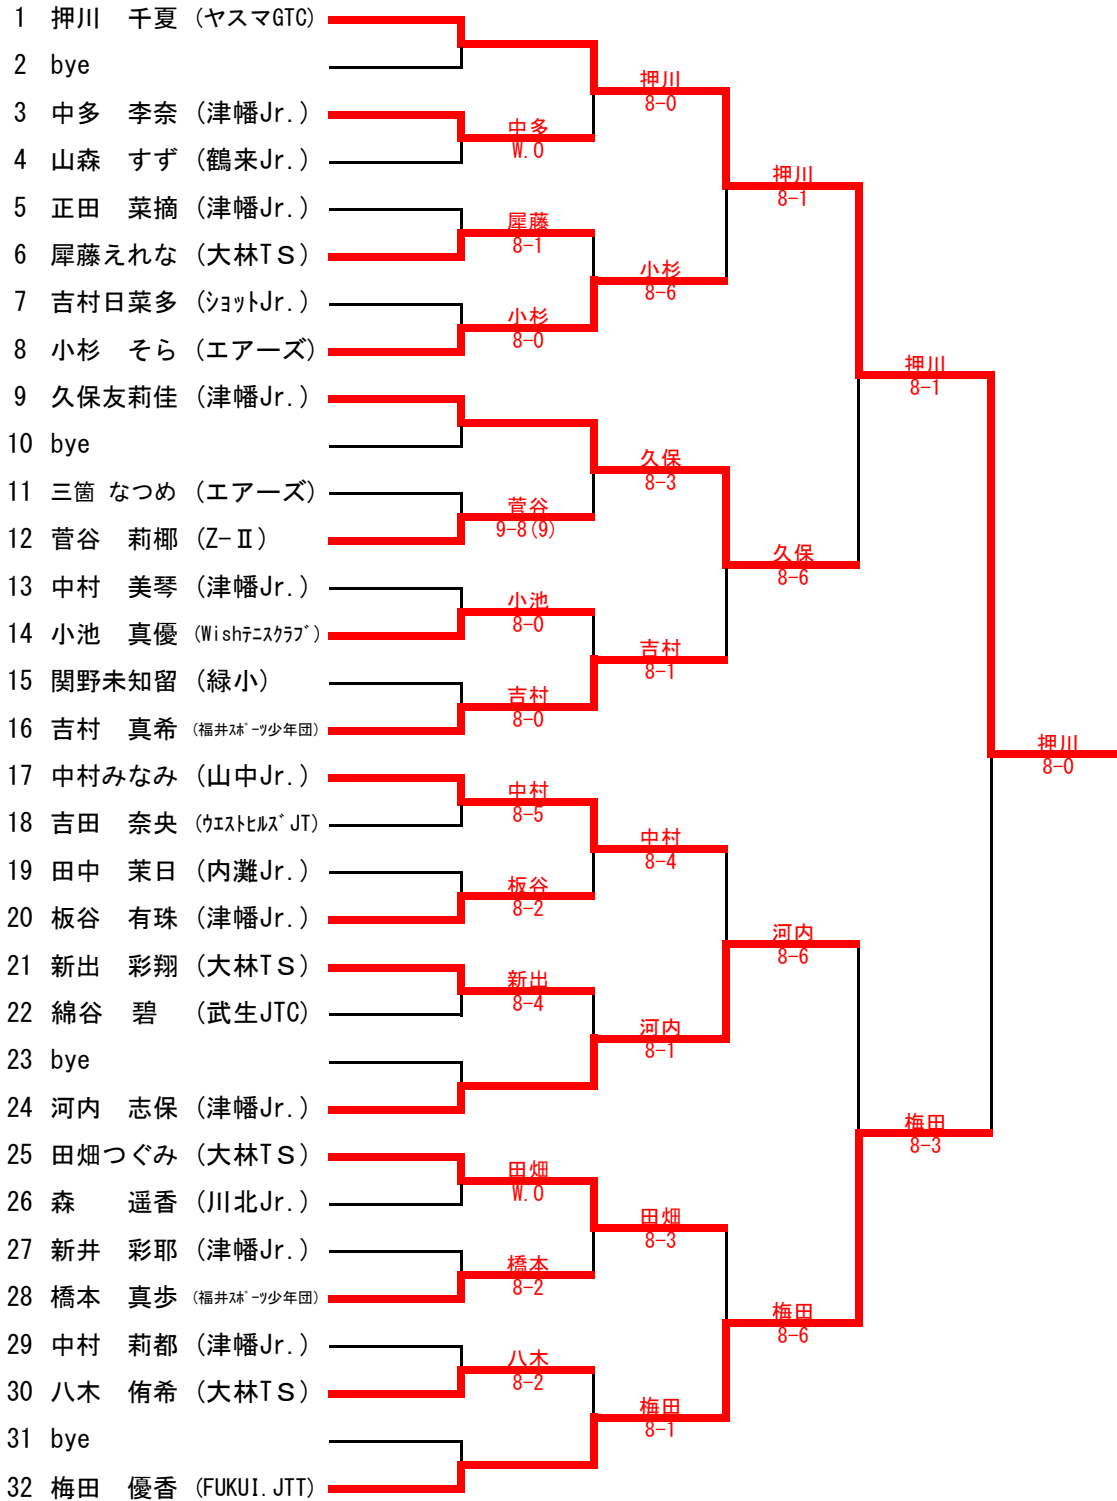 1 押川　千夏 (ヤスマGTC)
2 bye
3 中多　李奈 (津幡Jr.)
4 山森　すず (鶴来Jr.)
5 正田　菜摘 (津幡Jr.)
6 犀藤えれな (大林TS)
7 吉村日菜多 (ｼｮｯﾄJr.)
8 小杉　そら (エアーズ)
9 久保友莉佳 (津幡Jr.)
10 bye
11 三箇 なつめ (エアーズ)
12 菅谷　莉椰 (Z-Ⅱ)
13 中村　美琴 (津幡Jr.)
14 小池　真優 (Wishﾃﾆｽｸﾗﾌﾞ)
15 関野未知留 (緑小)
16 吉村　真希 (福井ｽﾎﾟｰﾂ少年団)
17 中村みなみ (山中Jr.)
18 吉田　奈央 (ｳｴｽﾄﾋﾙｽﾞJT)
19 田中　茉日 (内灘Jr.)
20 板谷　有珠 (津幡Jr.)
21 新出　彩翔 (大林TS)
22 綿谷　碧 (武生JTC)
23 bye
24 河内　志保 (津幡Jr.)
25 田畑つぐみ (大林TS)
26 森　　遥香 (川北Jr.)
27 新井　彩耶 (津幡Jr.)
28 橋本　真歩 (福井ｽﾎﾟｰﾂ少年団)
29 中村　莉都 (津幡Jr.)
30 八木　侑希 (大林TS)
31 bye
32 梅田　優香 (FUKUI.JTT)
中多
W.O
犀藤
8-1
小杉
8-0
菅谷
9-8(9)
小池
8-0
吉村
8-0
中村
8-5
板谷
8-2
新出
8-4
田畑
W.O
橋本
8-2
八木
8-2
押川
8-0
小杉
8-6
久保
8-3
吉村
8-1
中村
8-4
河内
8-1
田畑
8-3
梅田
8-1
押川
8-1
久保
8-6
河内
8-6
梅田
8-6
押川
8-1
梅田
8-3
押川
8-0